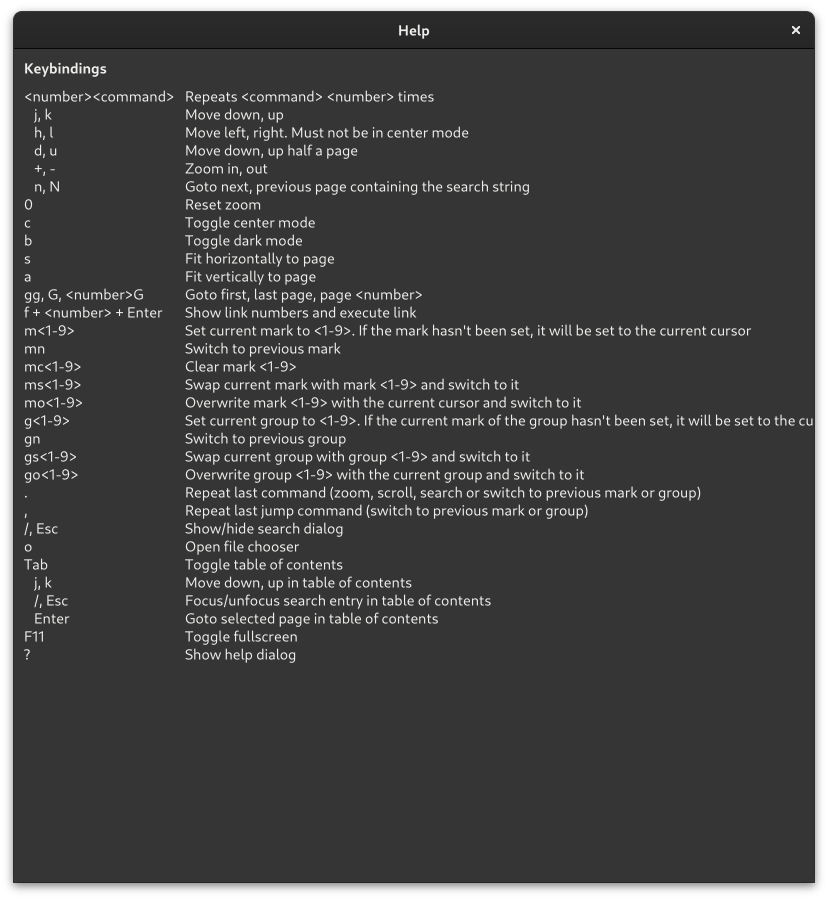 Help
Keybindings
<number><command> Repeats <command> <number> times
j, k Move down, up
h, l Move left, right. Must not be in center mode
d, u Move down, up half a page
+, - Zoom in, out
n, N Goto next, previous page containing the search string
0 Reset zoom
c Toggle center mode
b Toggle dark mode
s Fit horizontally to page
a Fit vertically to page
gg, G, <number>G Goto first, last page, page <number>
f + <number> + Enter Show link numbers and execute link
m<1-9> Set current mark to <1-9>. If the mark hasn't been set, it will be set to the current cursor
mn Switch to previous mark
mc<1-9> Clear mark <1-9>
ms<1-9> Swap current mark with mark <1-9> and switch to it
mo<1-9> Overwrite mark <1-9> with the current cursor and switch to it
g<1-9> Set current group to <1-9>. If the current mark of the group hasn't been set, it will be set to the cu
gn Switch to previous group
gs<1-9> Swap current group with group <1-9> and switch to it
go<1-9> Overwrite group <1-9> with the current group and switch to it
. Repeat last command (zoom, scroll, search or switch to previous mark or group)
, Repeat last jump command (switch to previous mark or group)
/, Esc Show/hide search dialog
o Open file chooser
Tab Toggle table of contents
j, k Move down, up in table of contents
/, Esc Focus/unfocus search entry in table of contents
Enter Goto selected page in table of contents
F11 Toggle fullscreen
? Show help dialog